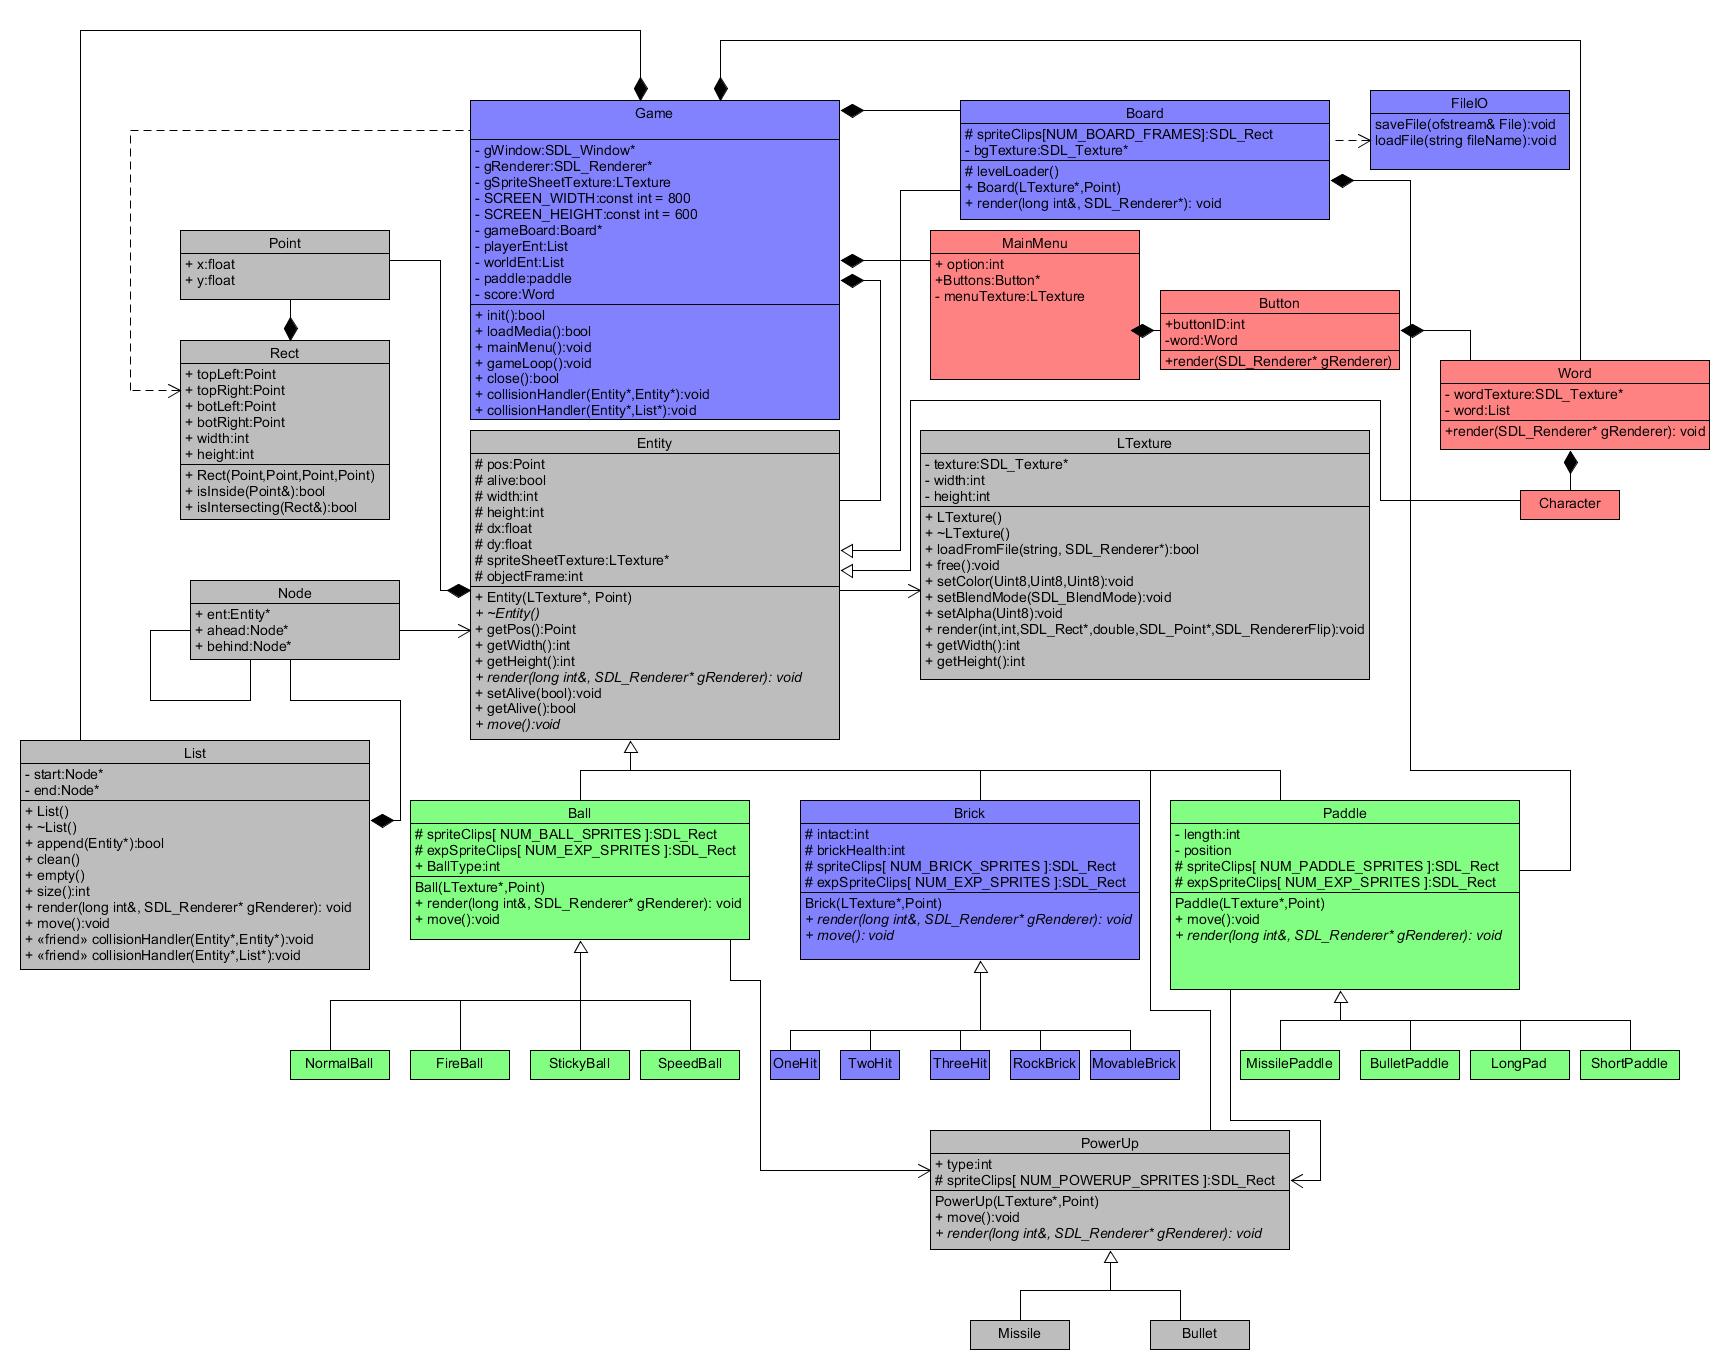 Game
- gWindow:SDL_Window*
- gRenderer:SDL_Renderer*
- gSpriteSheetTexture:LTexture
- SCREEN_WIDTH:const int = 800
- SCREEN_HEIGHT:const int = 600
- gameBoard:Board*
- playerEnt:List
- worldEnt:List
- paddle:paddle
- score:Word
+ init():bool
+ loadMedia():bool
+ mainMenu():void
+ gameLoop():void
+ close():bool
+ collisionHandler(Entity*,Entity*):void
+ collisionHandler(Entity*,List*):void
Board
# spriteClips[NUM_BOARD_FRAMES]:SDL_Rect
- bgTexture:SDL_Texture*
# levelLoader()
+ Board(LTexture*,Point)
+ render(long int&, SDL_Renderer*): void
FileIO
saveFile(ofstream& File):void
loadFile(string fileName):void
Point
+ x:float
+ y:float
MainMenu
+ option:int
+Buttons:Button*
- menuTexture:LTexture
Button
+buttonID:int
-word:Word
+render(SDL_Renderer* gRenderer)
Rect
+ topLeft:Point
+ topRight:Point
+ botLeft:Point
+ botRight:Point
+ width:int
+ height:int
+ Rect(Point,Point,Point,Point)
+ isInside(Point&):bool
+ isIntersecting(Rect&):bool
Word
- wordTexture:SDL_Texture*
- word:List
+render(SDL_Renderer* gRenderer): void
Character
Entity
# pos:Point
# alive:bool
# width:int
# height:int
# dx:float
# dy:float
# spriteSheetTexture:LTexture*
# objectFrame:int
+ Entity(LTexture*, Point)
+ ~Entity()
+ getPos():Point
+ getWidth():int
+ getHeight():int
+ render(long int&, SDL_Renderer* gRenderer): void
+ setAlive(bool):void
+ getAlive():bool
+ move():void
LTexture
- texture:SDL_Texture*
- width:int
- height:int
+ LTexture()
+ ~LTexture()
+ loadFromFile(string, SDL_Renderer*):bool
+ free():void
+ setColor(Uint8,Uint8,Uint8):void
+ setBlendMode(SDL_BlendMode):void
+ setAlpha(Uint8):void
+ render(int,int,SDL_Rect*,double,SDL_Point*,SDL_RendererFlip):void
+ getWidth():int
+ getHeight():int
Node
+ ent:Entity*
+ ahead:Node*
+ behind:Node*
List
- start:Node*
- end:Node*
+ List()
+ ~List()
+ append(Entity*):bool
+ clean()
+ empty()
+ size():int
+ render(long int&, SDL_Renderer* gRenderer): void
+ move():void
+ «friend» collisionHandler(Entity*,Entity*):void
+ «friend» collisionHandler(Entity*,List*):void
Ball
# spriteClips[ NUM_BALL_SPRITES ]:SDL_Rect
# expSpriteClips[ NUM_EXP_SPRITES ]:SDL_Rect
+ BallType:int
Ball(LTexture*,Point)
+ render(long int&, SDL_Renderer* gRenderer): void
+ move():void
Brick
# intact:int
# brickHealth:int
# spriteClips[ NUM_BRICK_SPRITES ]:SDL_Rect
# expSpriteClips[ NUM_EXP_SPRITES ]:SDL_Rect
Brick(LTexture*,Point)
+ render(long int&, SDL_Renderer* gRenderer): void
+ move(): void
Paddle
- length:int
- position
# spriteClips[ NUM_PADDLE_SPRITES ]:SDL_Rect
# expSpriteClips[ NUM_EXP_SPRITES ]:SDL_Rect
Paddle(LTexture*,Point)
+ move():void
+ render(long int&, SDL_Renderer* gRenderer): void
NormalBall
FireBall
StickyBall
SpeedBall
OneHit
TwoHit
ThreeHit
RockBrick
MovableBrick
MissilePaddle
BulletPaddle
LongPad
ShortPaddle
PowerUp
+ type:int
# spriteClips[ NUM_POWERUP_SPRITES ]:SDL_Rect
PowerUp(LTexture*,Point)
+ move():void
+ render(long int&, SDL_Renderer* gRenderer): void
Missile
Bullet